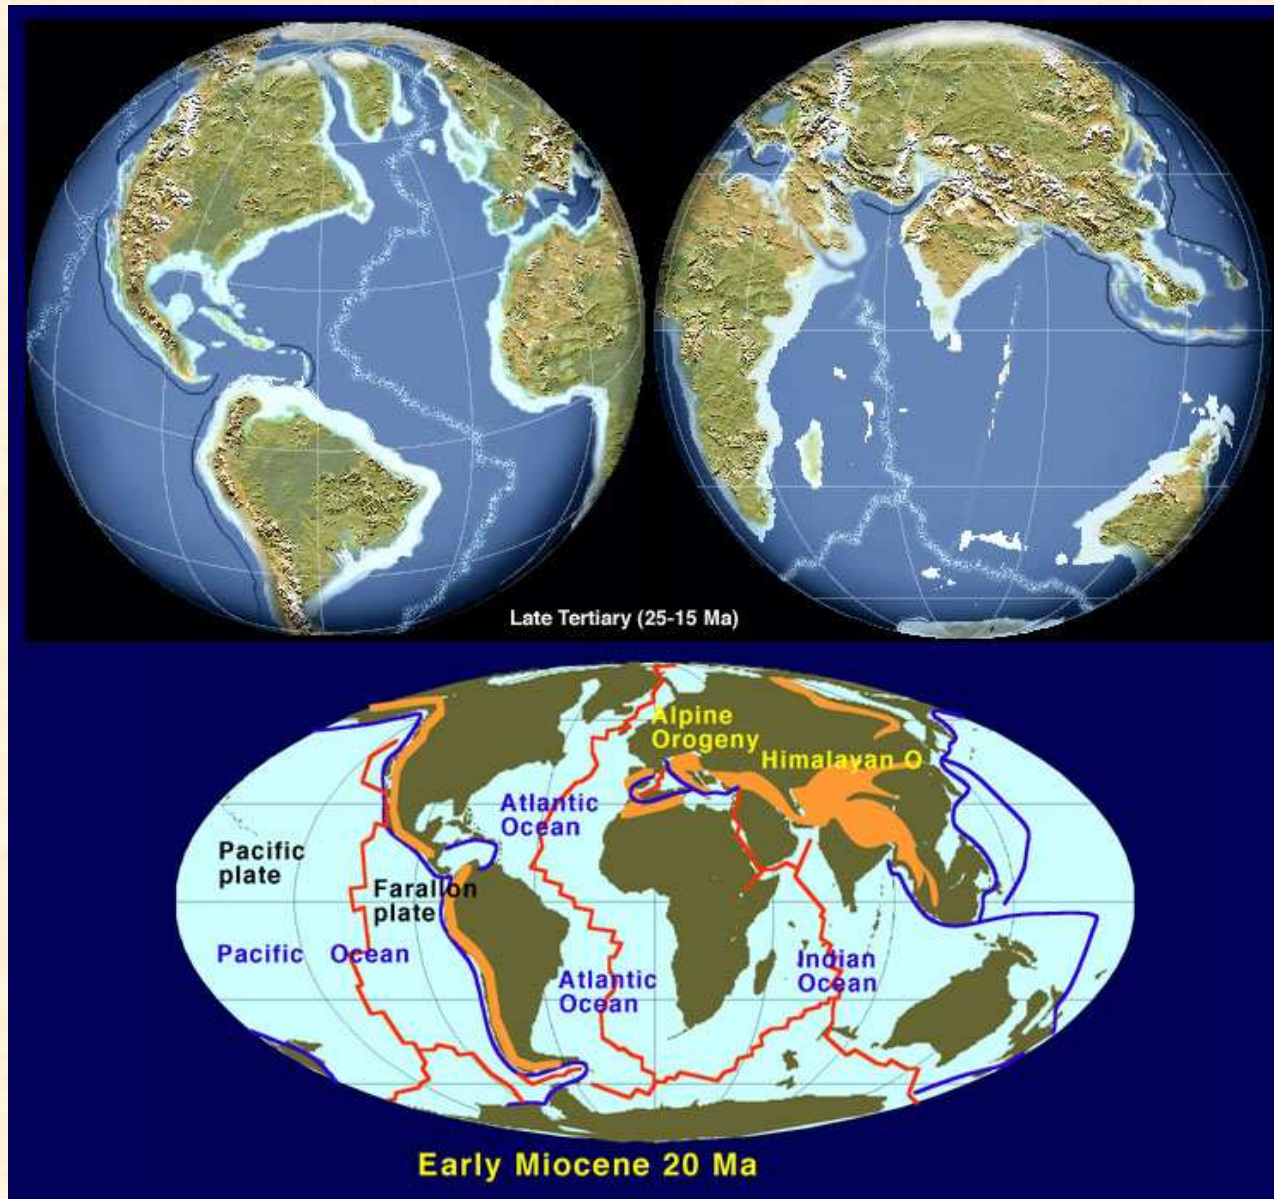 Late Tertiary (25-15 Ma)
Alpine
Orogeny
Himalayan O
Atlantic
Ocean
Pacific
plate
Farallon
plate
Pacific Ocean
Atlantic
Ocean
Indian
Ocean
Early Miocene 20 Ma